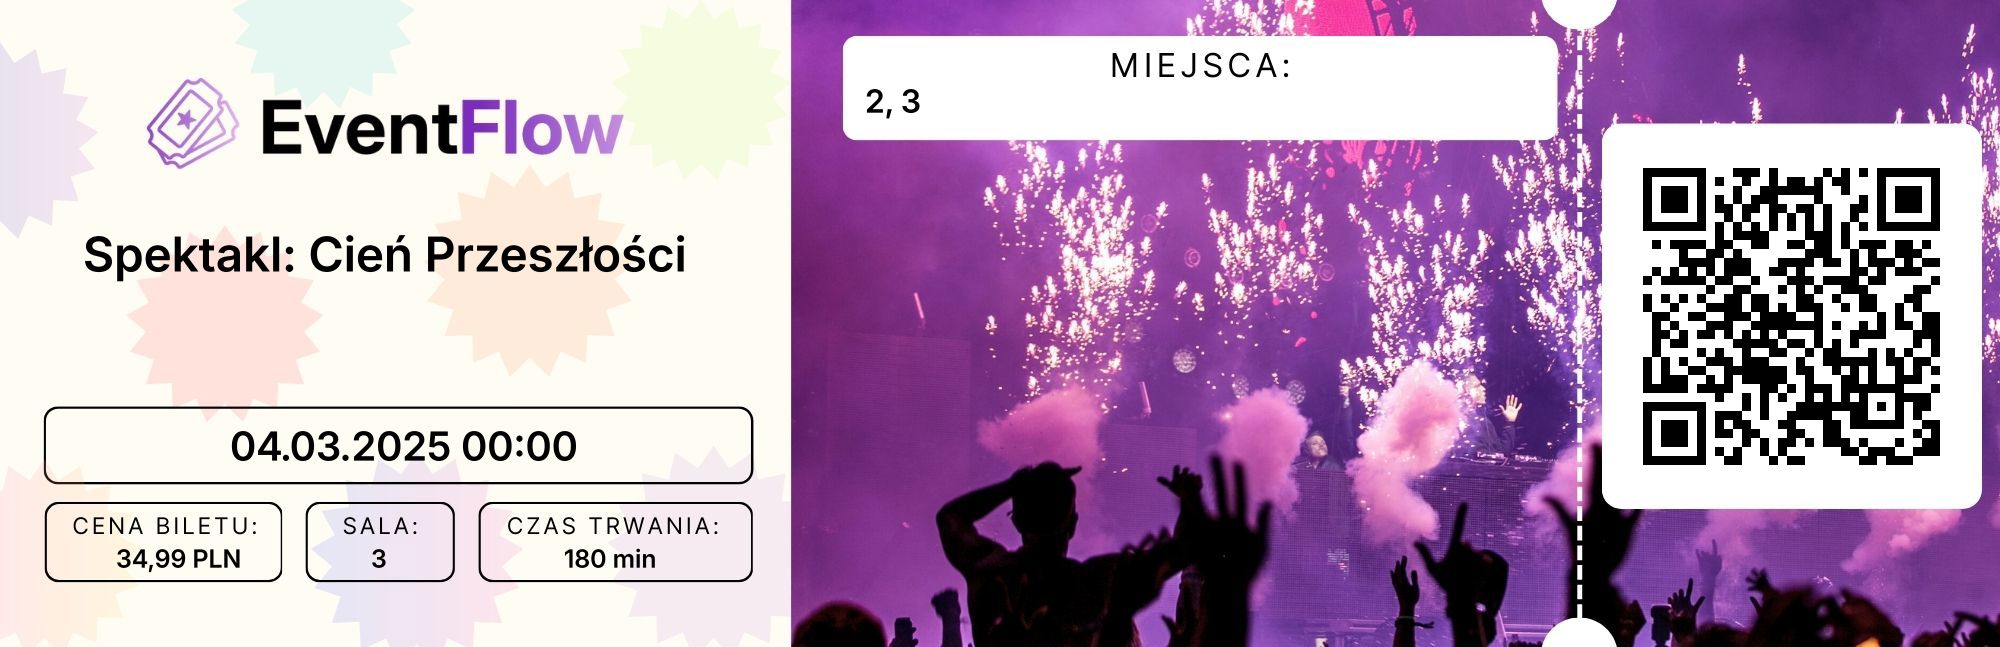 EventFlow
Spektakl: Cień Przeszłości
04.03.2025 00:00
CENA BILETU:
34,99 PLN
SALA:
3
CZAS TRWANIA:
180 min
MIEJSCA:
2, 3